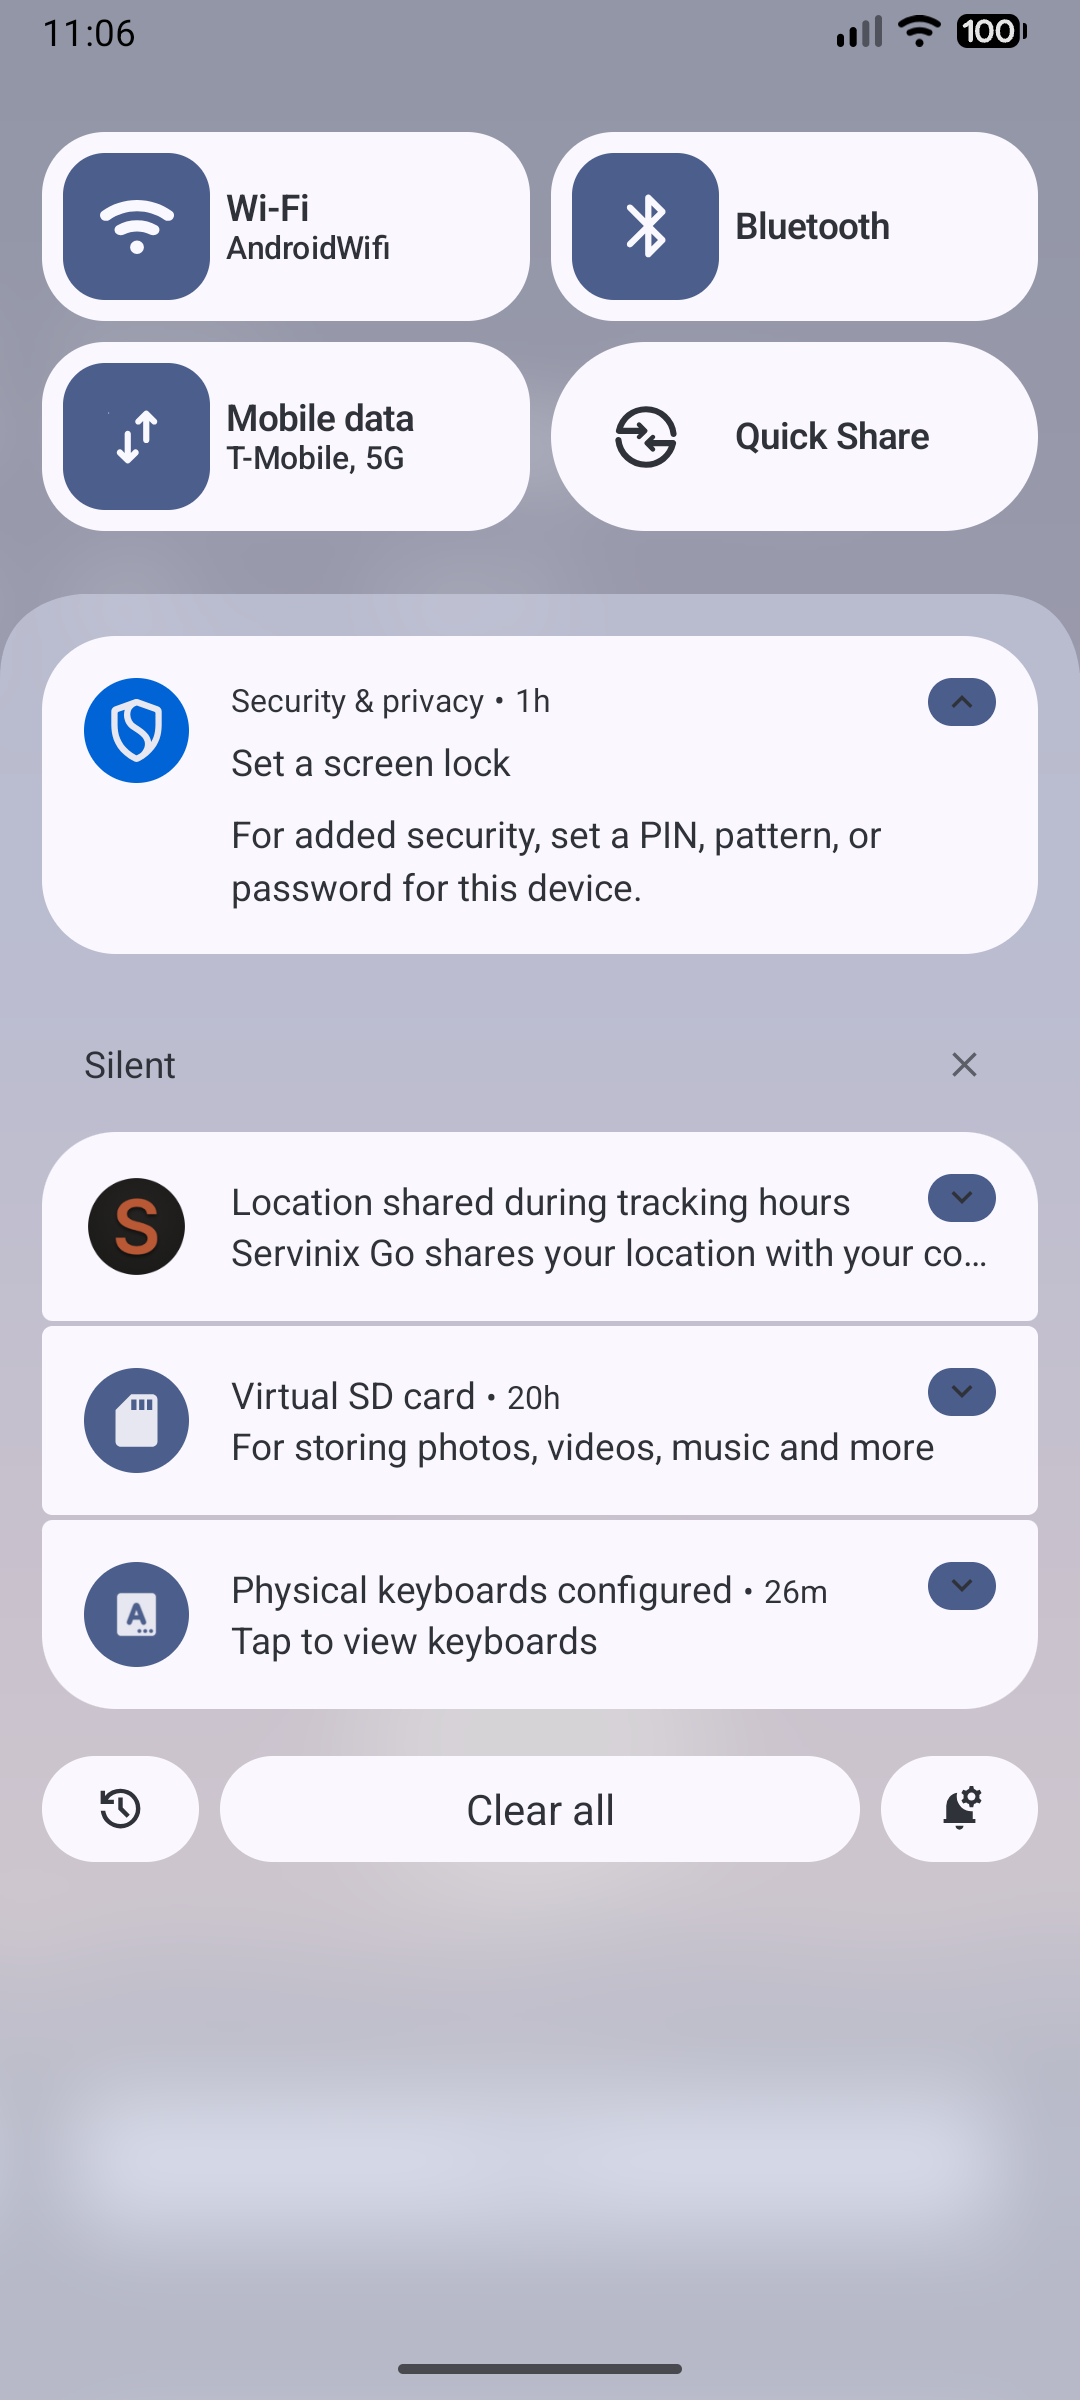 11:06
100
Wi-Fi
AndroidWifi
Bluetooth
Mobile data
T-Mobile, 5G
Quick Share
Security & privacy • 1h
Set a screen lock
For added security, set a PIN, pattern, or
password for this device.
Silent
S
Location shared during tracking hours
Servinix Go shares your location with your co…
Virtual SD card • 20h
For storing photos, videos, music and more
A
Physical keyboards configured • 26m
Tap to view keyboards
Clear all